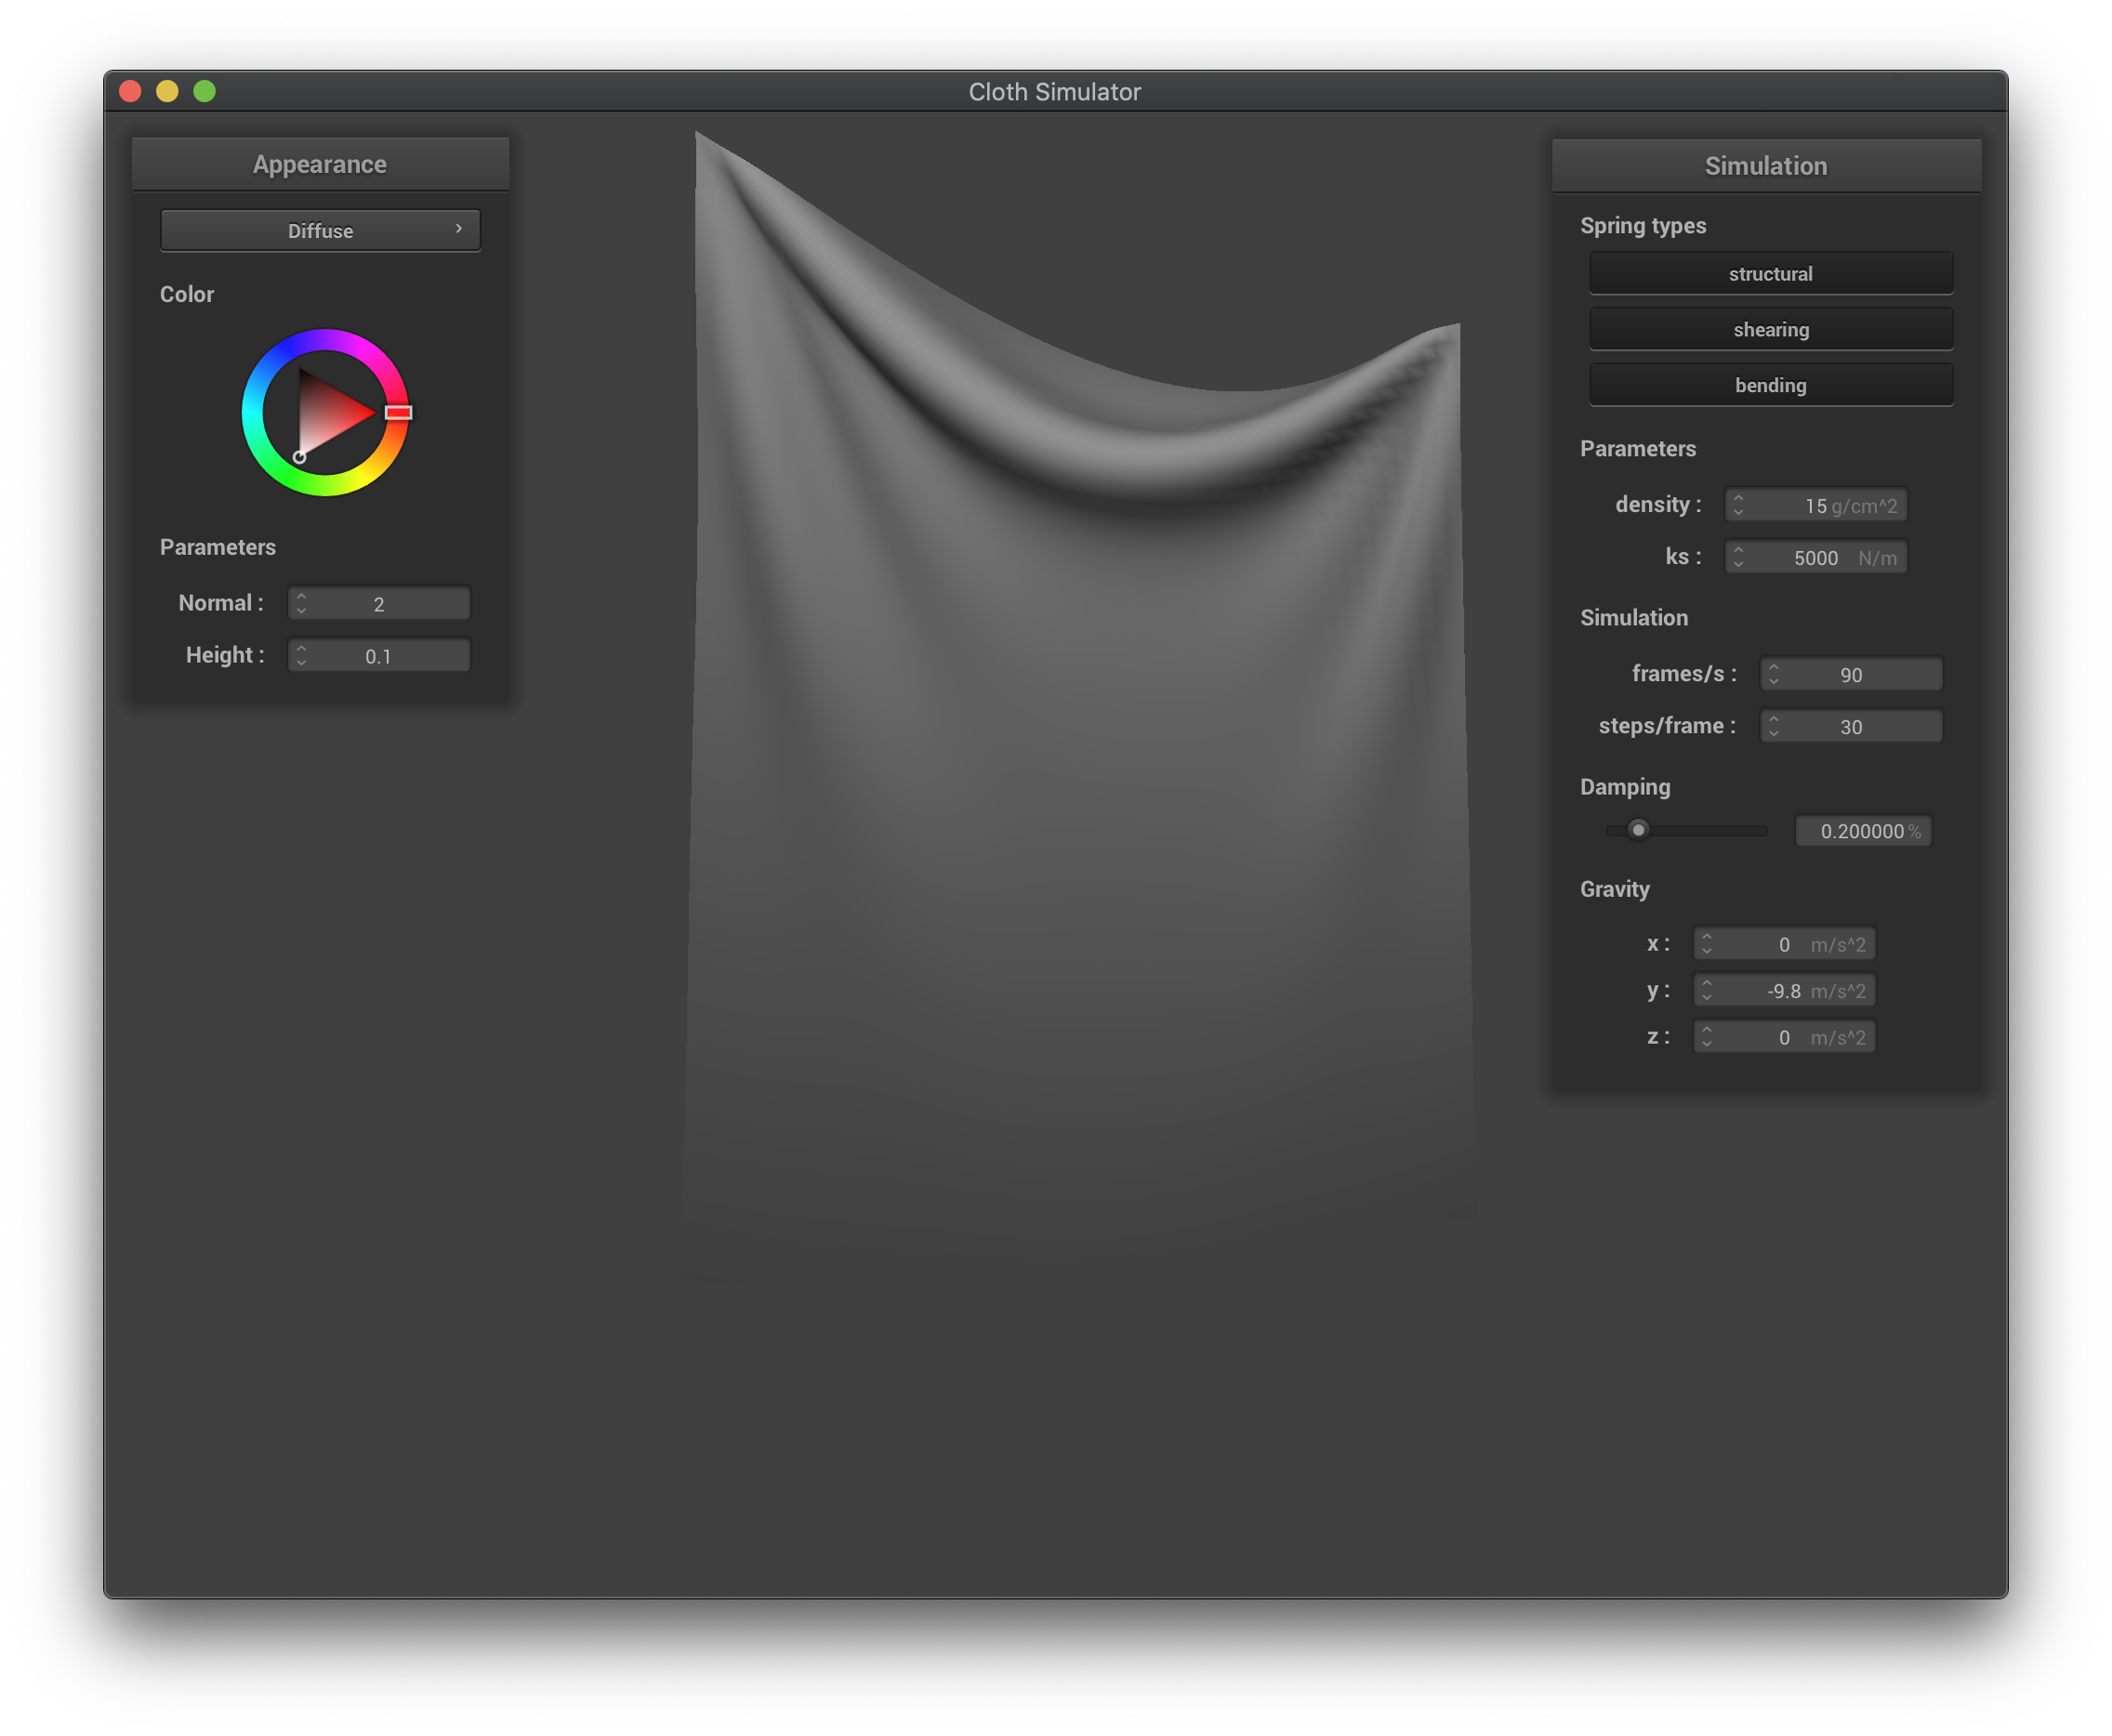 Cloth Simulator
Appearance
Diffuse
Color
Parameters
Normal : 2
Height : 0.1
Simulation
Spring types
structural
shearing
bending
Parameters
density : 15 g/cm^2
ks : 5000 N/m
Simulation
frames/s : 90
steps/frame : 30
Damping
0.200000 %
Gravity
x : 0 m/s^2
y : -9.8 m/s^2
z : 0 m/s^2